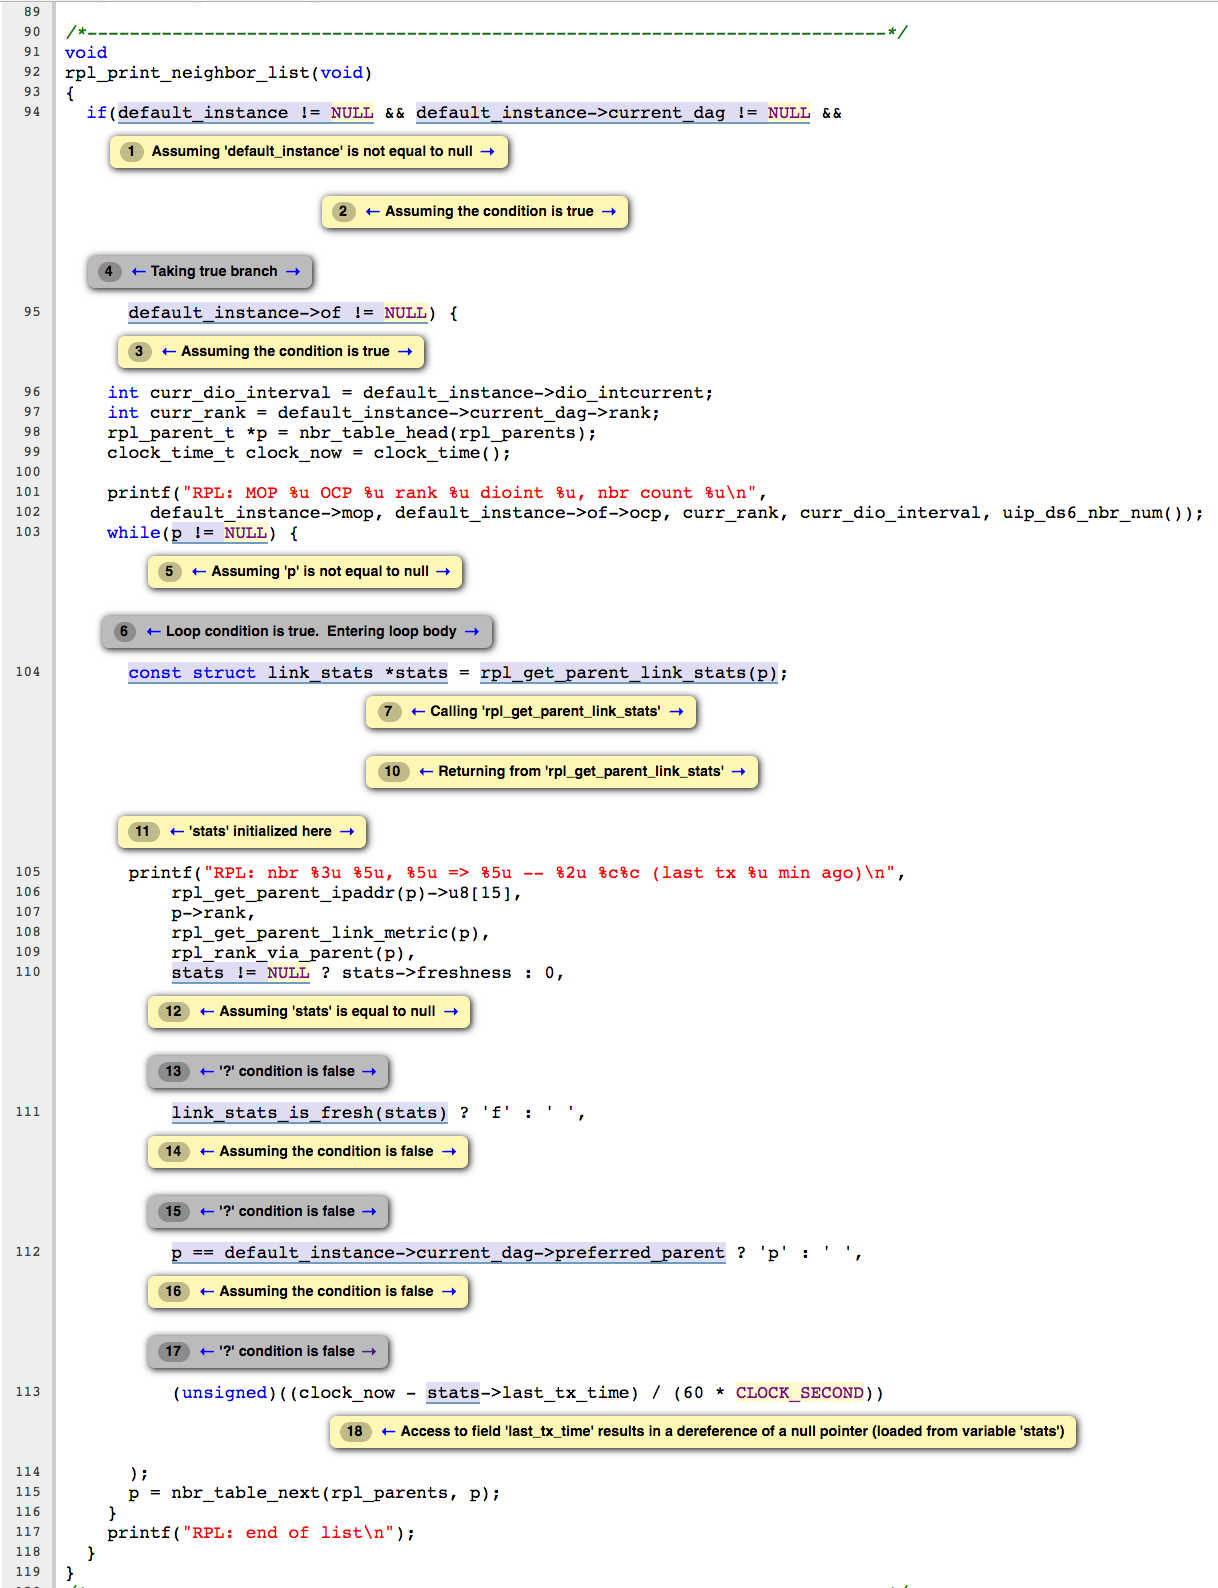 89
90 /*---------------------------------------------------------------------------*/
91 void
92 rpl_print_neighbor_list(void)
93 {
94 if(default_instance != NULL && default_instance->current_dag != NULL &&
1 Assuming 'default_instance' is not equal to null →
2 ← Assuming the condition is true →
4 ← Taking true branch →
95 default_instance->of != NULL) {
3 ← Assuming the condition is true →
96 int curr_dio_interval = default_instance->dio_intcurrent;
97 int curr_rank = default_instance->current_dag->rank;
98 rpl_parent_t *p = nbr_table_head(rpl_parents);
99 clock_time_t clock_now = clock_time();
100
101 printf("RPL: MOP %u OCP %u rank %u dioint %u, nbr count %u\n",
102 default_instance->mop, default_instance->of->ocp, curr_rank, curr_dio_interval, uip_ds6_nbr_num());
103 while(p != NULL) {
5 ← Assuming 'p' is not equal to null →
6 ← Loop condition is true. Entering loop body →
104 const struct link_stats *stats = rpl_get_parent_link_stats(p);
7 ← Calling 'rpl_get_parent_link_stats' →
10 ← Returning from 'rpl_get_parent_link_stats' →
11 ← 'stats' initialized here →
105 printf("RPL: nbr %3u %5u, %5u => %5u -- %2u %c%c (last tx %u min ago)\n",
106 rpl_get_parent_ipaddr(p)->u8[15],
107 p->rank,
108 rpl_get_parent_link_metric(p),
109 rpl_rank_via_parent(p),
110 stats != NULL ? stats->freshness : 0,
12 ← Assuming 'stats' is equal to null →
13 ← '?' condition is false →
111 link_stats_is_fresh(stats) ? 'f' : ' ',
14 ← Assuming the condition is false →
15 ← '?' condition is false →
112 p == default_instance->current_dag->preferred_parent ? 'p' : ' ',
16 ← Assuming the condition is false →
17 ← '?' condition is false →
113 (unsigned)((clock_now - stats->last_tx_time) / (60 * CLOCK_SECOND))
18 ← Access to field 'last_tx_time' results in a dereference of a null pointer (loaded from variable 'stats')
114 );
115 p = nbr_table_next(rpl_parents, p);
116 }
117 printf("RPL: end of list\n");
118 }
119 }